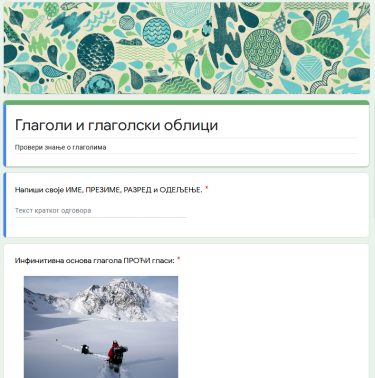 Глаголи и глаголски облици
Провери знање о глаголима
Напиши своје ИМЕ, ПРЕЗИМЕ, РАЗРЕД и ОДЕЉЕЊЕ. *
Текст кратког одговора
Инфинитивна основа глагола ПРОЋИ гласи: *